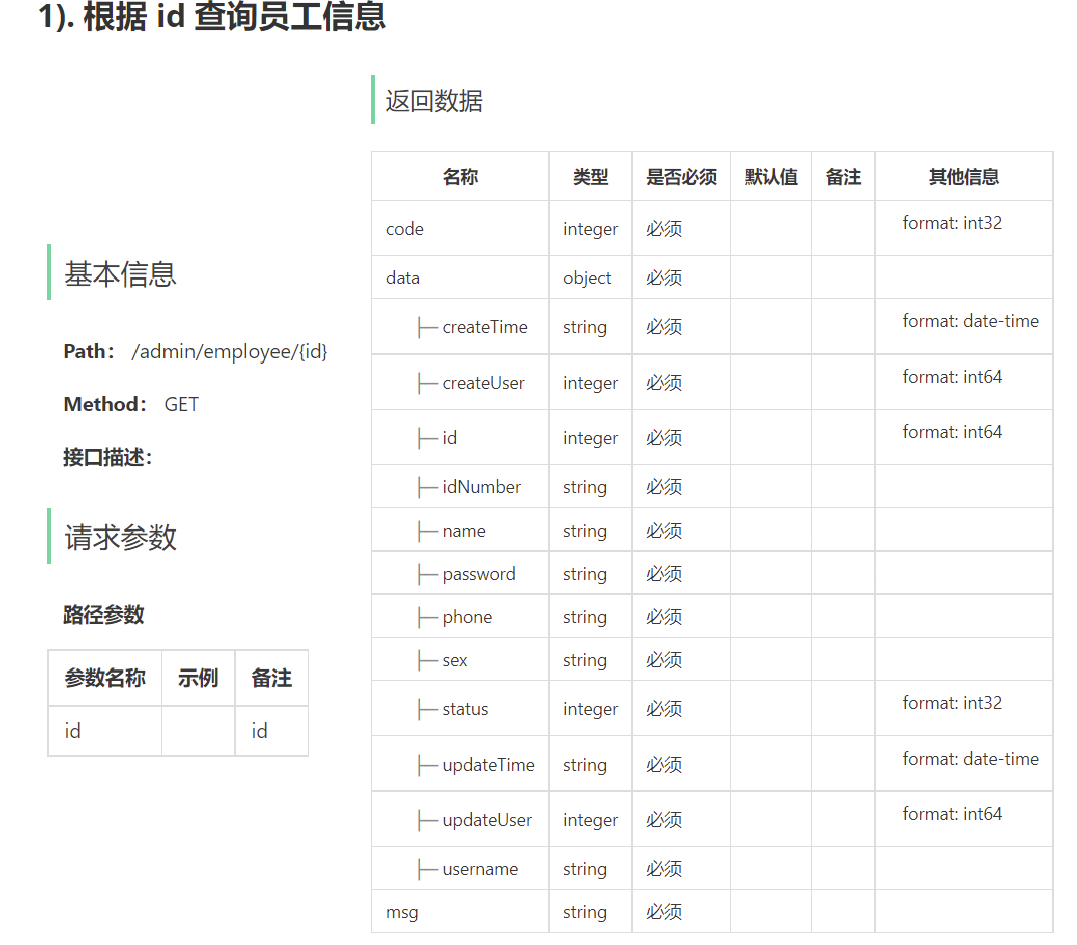 1). 根据 id 查询员工信息
基本信息
Path： /admin/employee/{id}
Method： GET
接口描述：
请求参数
路径参数
参数名称 示例 备注
id id
返回数据
名称 类型 是否必须 默认值 备注 其他信息
code integer 必须 format: int32
data object 必须
├─ createTime string 必须 format: date-time
├─ createUser integer 必须 format: int64
├─ id integer 必须 format: int64
├─ idNumber string 必须
├─ name string 必须
├─ password string 必须
├─ phone string 必须
├─ sex string 必须
├─ status integer 必须 format: int32
├─ updateTime string 必须 format: date-time
├─ updateUser integer 必须 format: int64
├─ username string 必须
msg string 必须